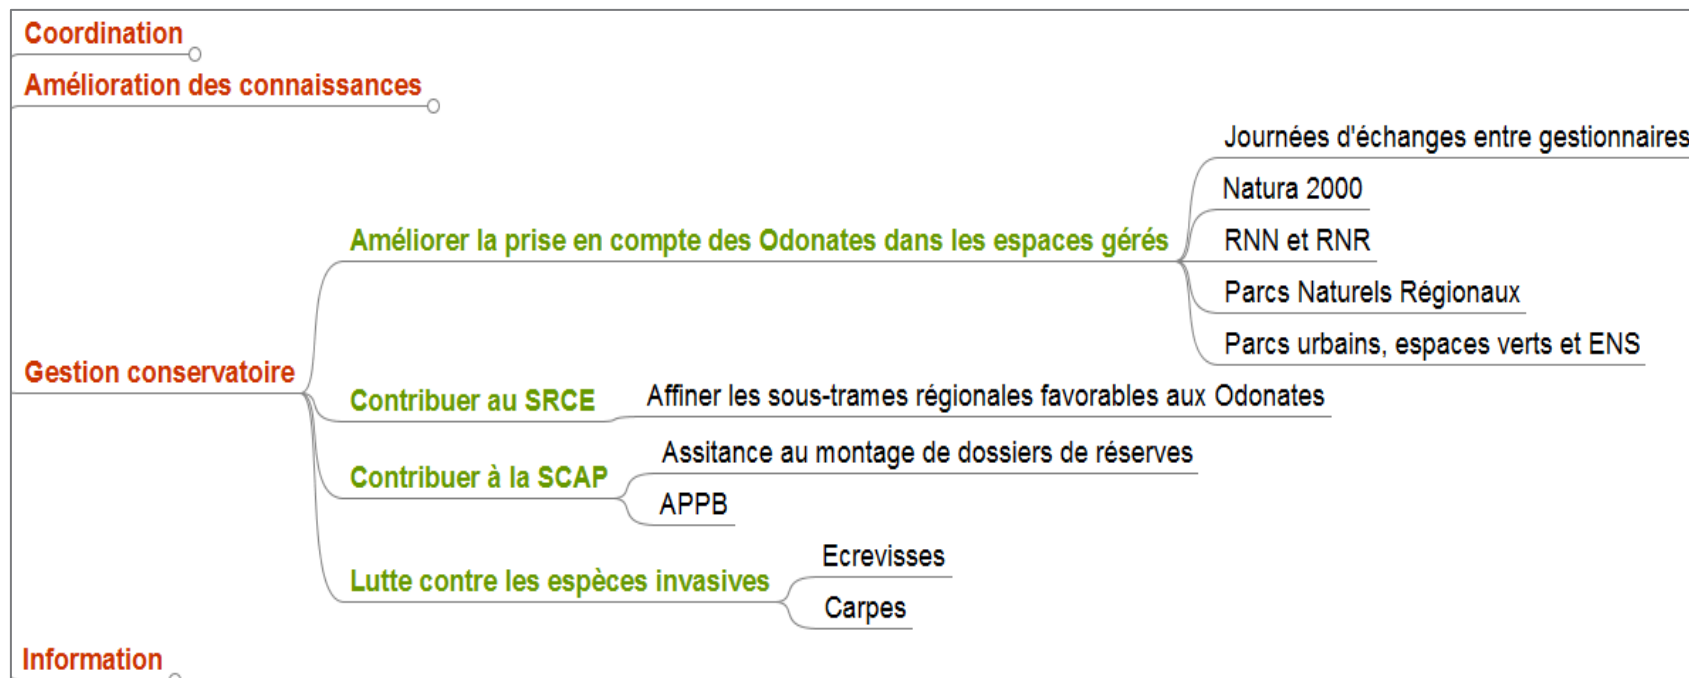 Coordination
Amélioration des connaissances
Gestion conservatoire
Améliorer la prise en compte des Odonates dans les espaces gérés
Journées d'échanges entre gestionnaires
Natura 2000
RNN et RNR
Parcs Naturels Régionaux
Parcs urbains, espaces verts et ENS
Contribuer au SRCE
Affiner les sous-trames régionales favorables aux Odonates
Contribuer à la SCAP
Assitance au montage de dossiers de réserves
APPB
Lutte contre les espèces invasives
Ecrevisses
Carpes
Information